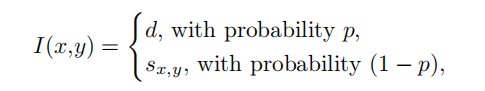 I(x,y) = { d, with probability p,
s_{x,y}, with probability (1 − p),